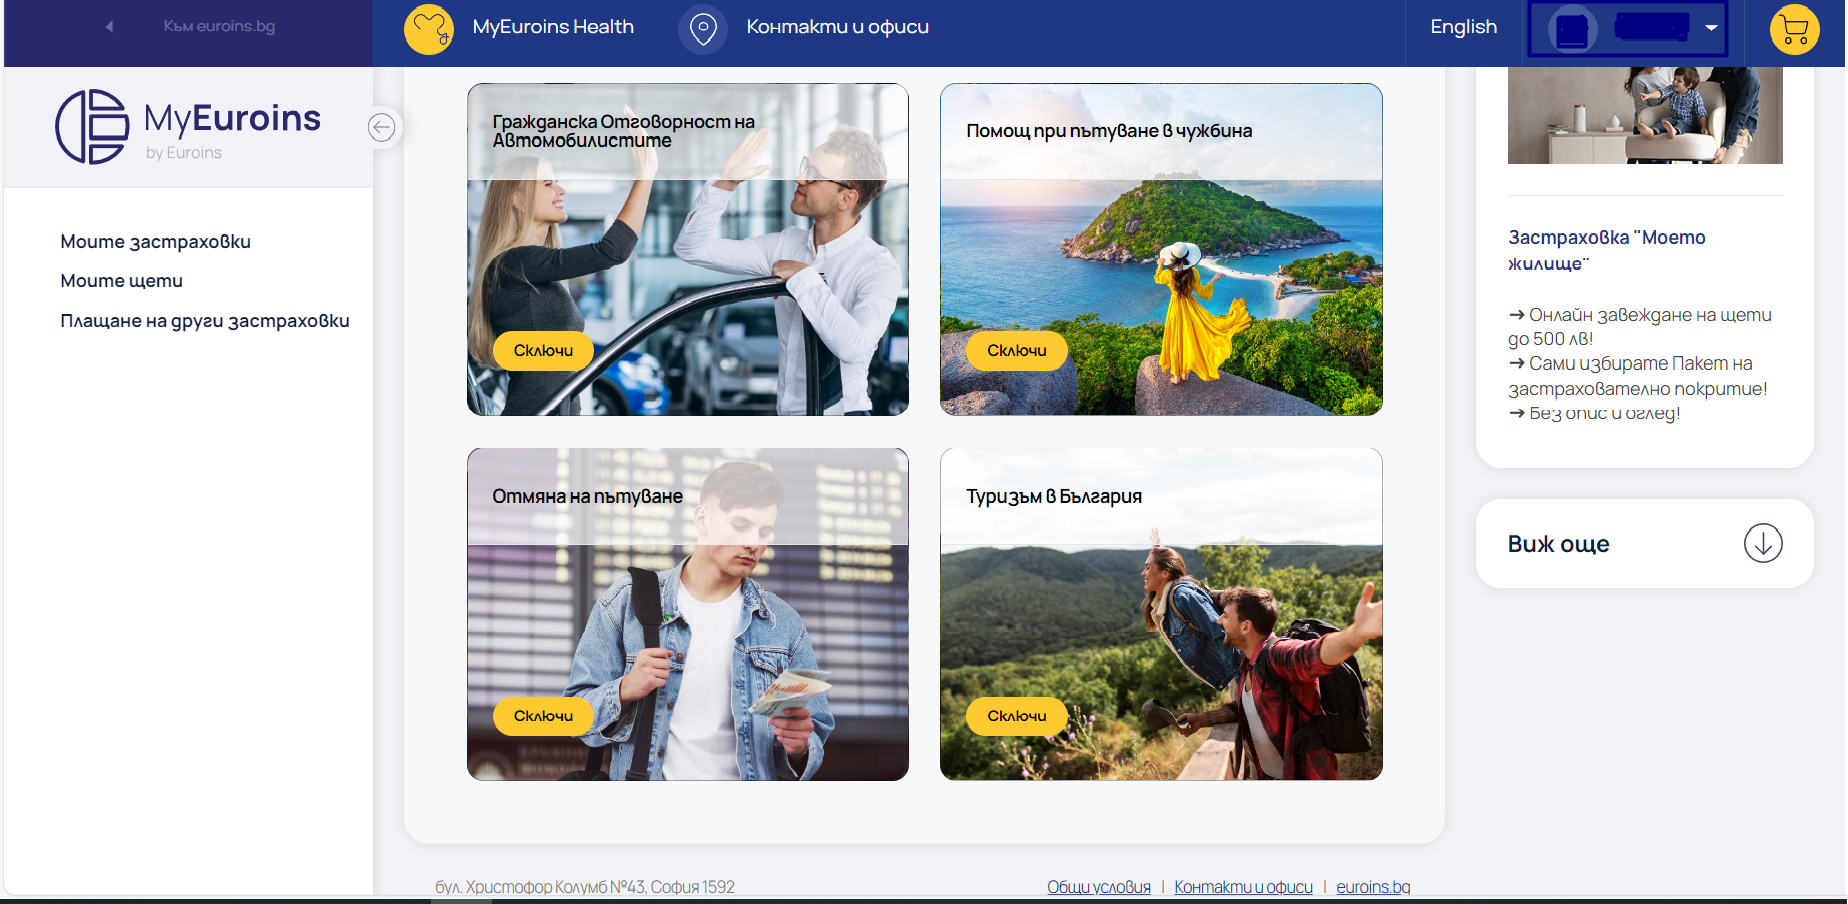 Към euroins.bg
MyEuroins Health
Контакти и офиси
English
MyEuroins
by Euroins
Моите застраховки
Моите щети
Плащане на други застраховки
Гражданска Отговорност на
Автомобилистите
Сключи
Помощ при пътуване в чужбина
Сключи
Отмяна на пътуване
Сключи
Туризъм в България
Сключи
Застраховка "Моето
жилище"
→ Онлайн завеждане на щети
до 500 лв!
→ Сами избирате Пакет на
застрахователно покритие!
→ Без опис и оглед!
Виж още
бул. Христофор Колумб №43, София 1592
Общи условия | Контакти и офиси | euroins.bg